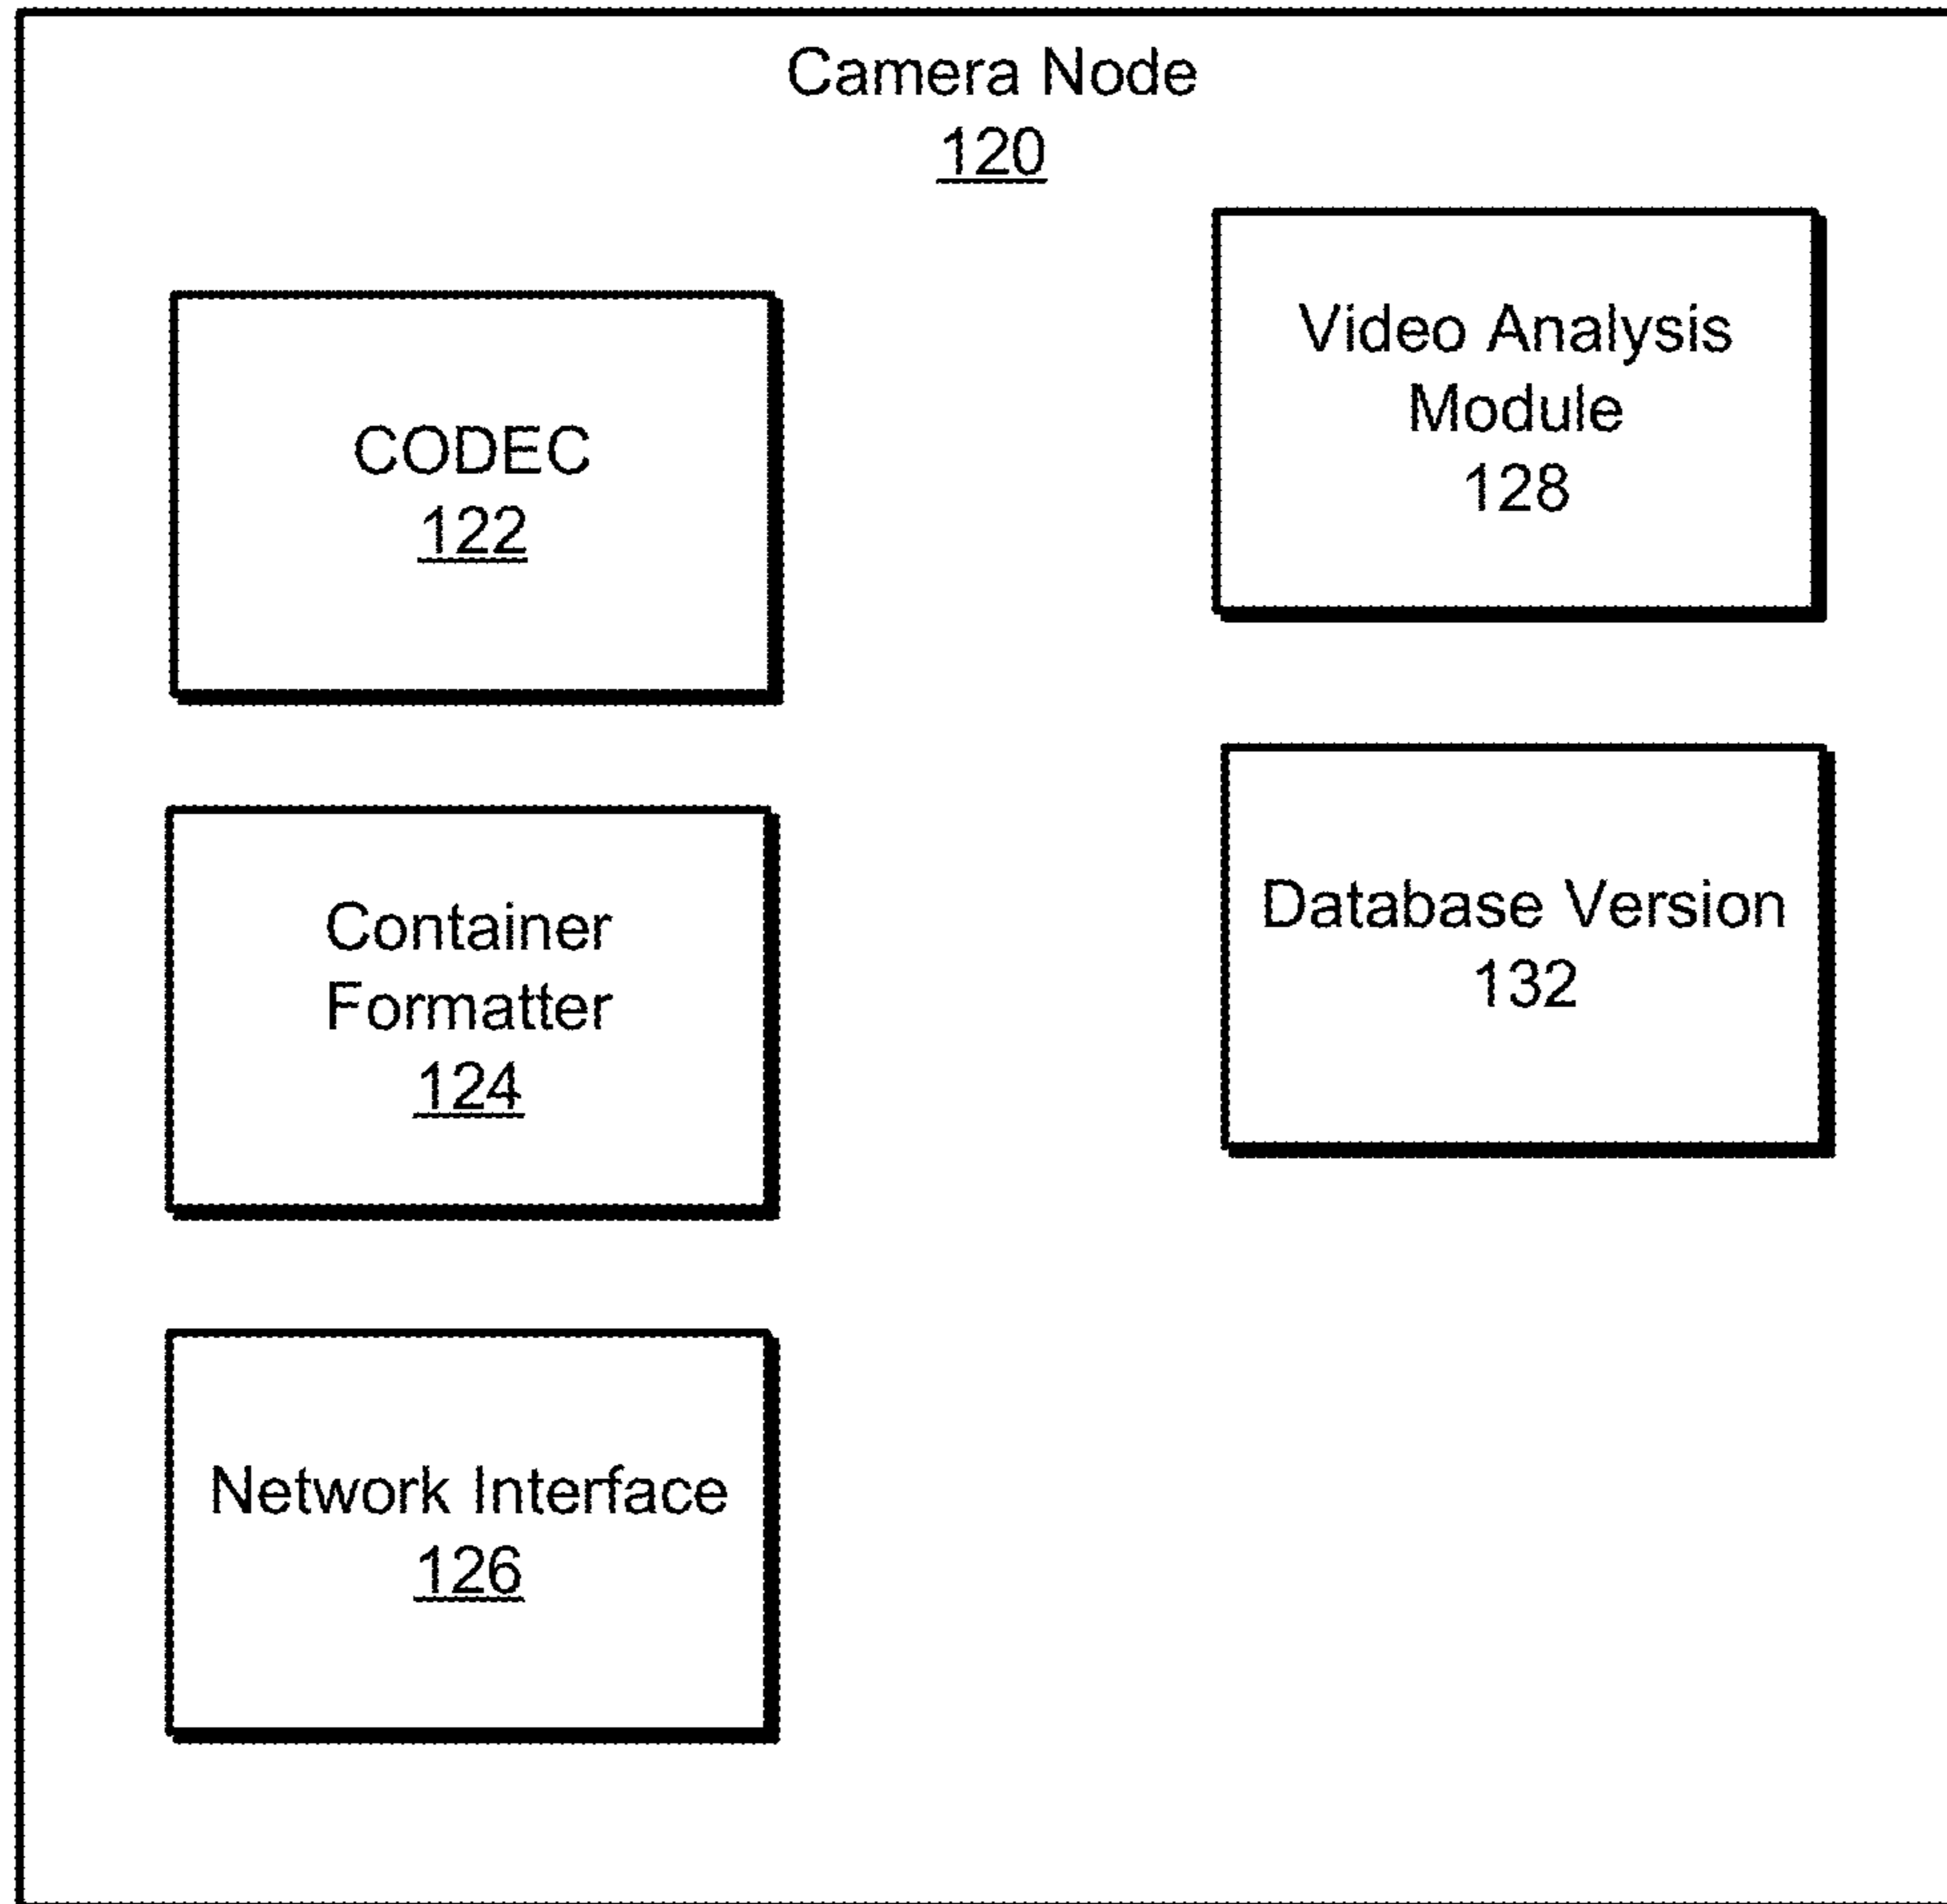 Camera Node
120
CODEC
122
Container
Formatter
124
Network Interface
126
Video Analysis
Module
128
Database Version
132